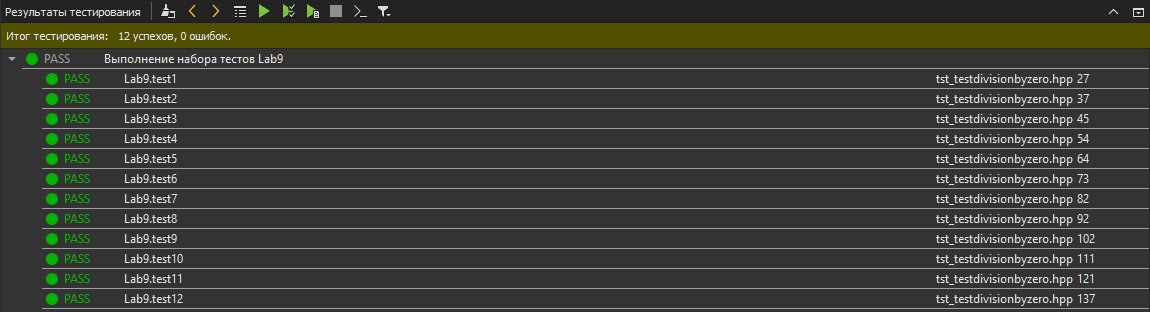 Результаты тестирования
Итог тестирования: 12 успехов, 0 ошибок.
PASS Выполнение набора тестов Lab9
PASS Lab9.test1 tst_testdivisionbyzero.hpp 27
PASS Lab9.test2 tst_testdivisionbyzero.hpp 37
PASS Lab9.test3 tst_testdivisionbyzero.hpp 45
PASS Lab9.test4 tst_testdivisionbyzero.hpp 54
PASS Lab9.test5 tst_testdivisionbyzero.hpp 64
PASS Lab9.test6 tst_testdivisionbyzero.hpp 73
PASS Lab9.test7 tst_testdivisionbyzero.hpp 82
PASS Lab9.test8 tst_testdivisionbyzero.hpp 92
PASS Lab9.test9 tst_testdivisionbyzero.hpp 102
PASS Lab9.test10 tst_testdivisionbyzero.hpp 111
PASS Lab9.test11 tst_testdivisionbyzero.hpp 121
PASS Lab9.test12 tst_testdivisionbyzero.hpp 137